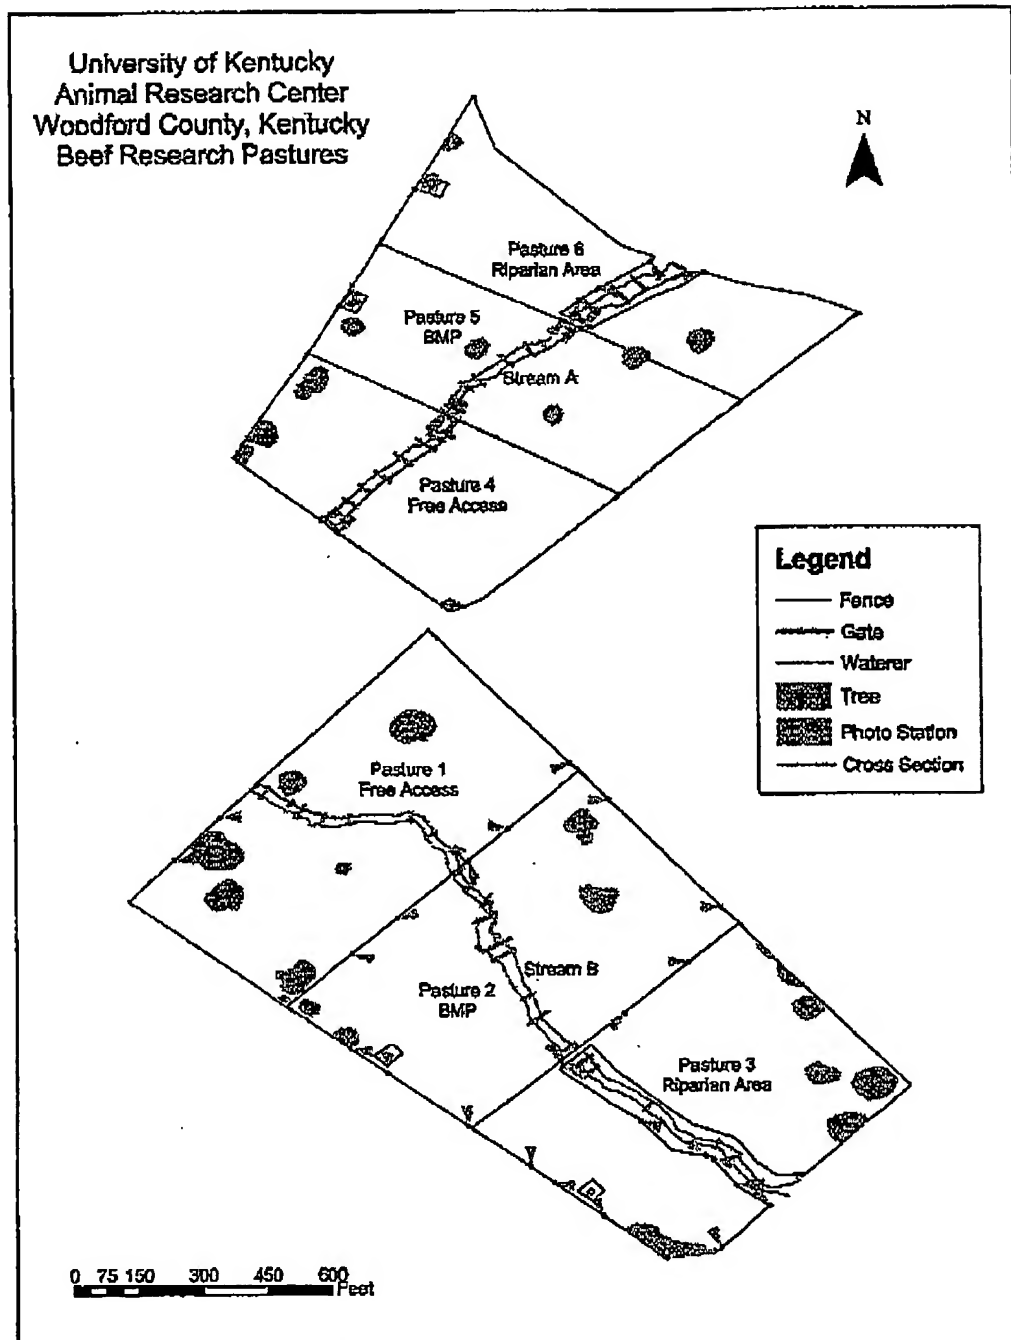 University of Kentucky
Animal Research Center
Woodford County, Kentucky
Beef Research Pastures
N
Pasture 6
Riparian Area
Pasture 5
BMP
Stream A
Pasture 4
Free Access
Legend
Fence
Gate
Waterer
Tree
Photo Station
Cross Section
Pasture 1
Free Access
Stream B
Pasture 2
BMP
Pasture 3
Riparian Area
0 75 150 300 450 600
Feet